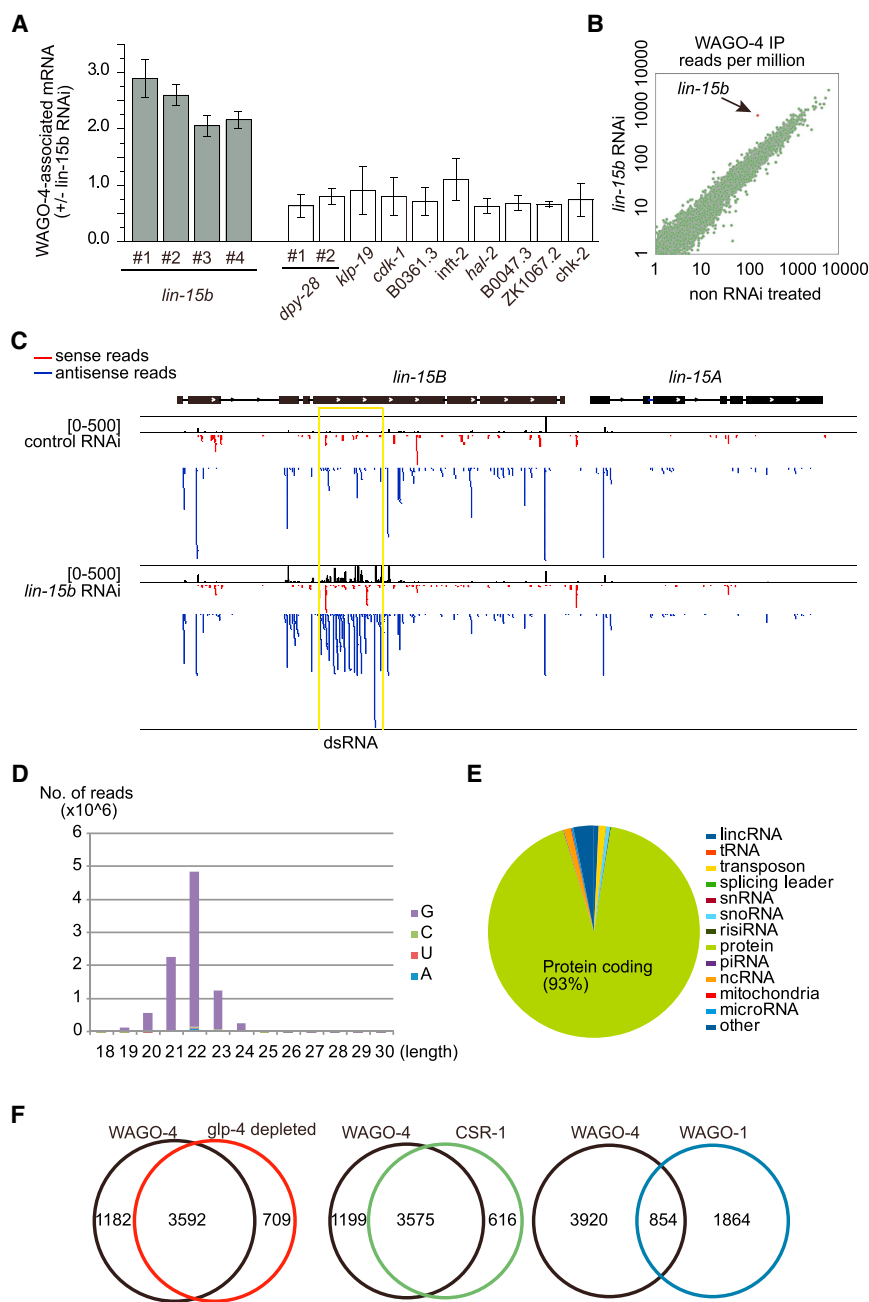 A
WAGO-4-associated mRNA
(+/- lin-15b RNAi)
3.0
2.0
1.0
0.0
#1 #2 #3 #4
lin-15b
#1 #2
dpy-28
klp-19
cdk-1
B0361.3
inft-2
hal-2
B0047.3
ZK1067.2
chk-2
B
WAGO-4 IP
reads per million
lin-15b
lin-15b RNAi
10000
1000
100
10
1
1 10 100 1000 10000
non RNAi treated
C
sense reads
antisense reads
lin-15B
lin-15A
[0-500]
control RNAi
[0-500]
lin-15b RNAi
dsRNA
D
No. of reads
(x10^6)
6
5
4
3
2
1
0
18 19 20 21 22 23 24 25 26 27 28 29 30 (length)
G
C
U
A
E
Protein coding
(93%)
lincRNA
tRNA
transposon
splicing leader
snRNA
snoRNA
risiRNA
protein
piRNA
ncRNA
mitochondria
microRNA
other
F
WAGO-4 glp-4 depleted
1182 3592 709
WAGO-4 CSR-1
1199 3575 616
WAGO-4 WAGO-1
3920 854 1864